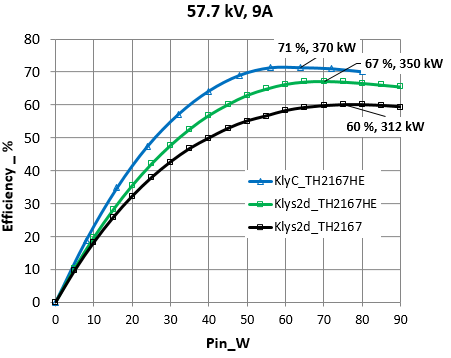 57.7 kV, 9A
71 %, 370 kW
67 %, 350 kW
60 %, 312 kW
Efficiency _ %
80
70
60
50
40
30
20
10
0
KlyC_TH2167HE
Klys2d_TH2167HE
Klys2d_TH2167
0 10 20 30 40 50 60 70 80 90
Pin_W